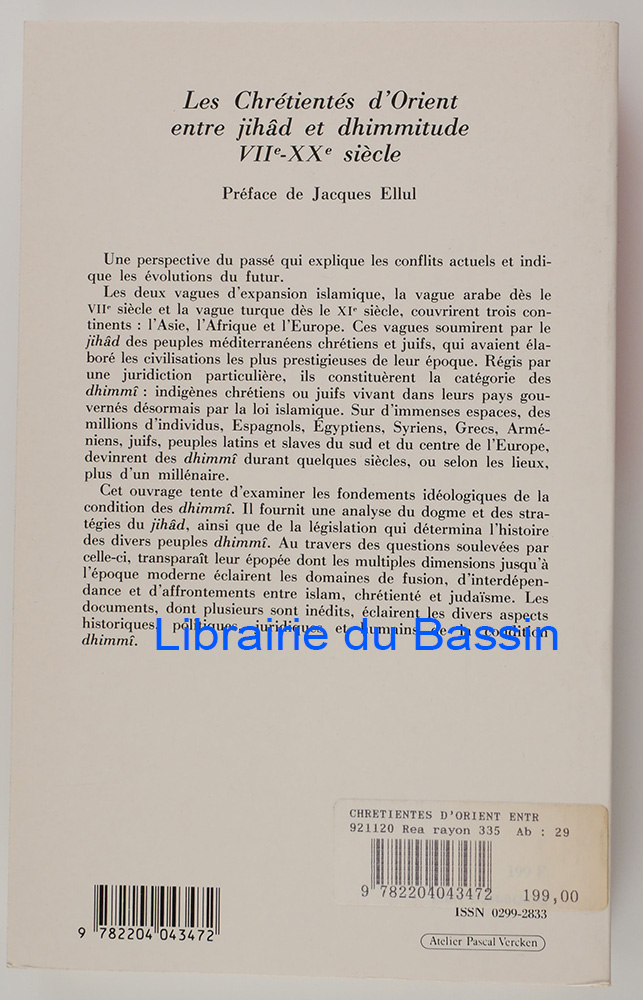 Les Chrétientés d'Orient
entre jihâd et dhimmitude
VIIe-XXe siècle
Préface de Jacques Ellul
Une perspective du passé qui explique les conflits actuels et indi-
que les évolutions du futur.
Les deux vagues d'expansion islamique, la vague arabe dès le
VIIe siècle et la vague turque dès le XIe siècle, couvrirent trois con-
tinents : l'Asie, l'Afrique et l'Europe. Ces vagues soumirent par le
jihâd des peuples méditerranéens chrétiens et juifs, qui avaient éla-
boré les civilisations les plus prestigieuses de leur époque. Régis par
une juridiction particulière, ils constituèrent la catégorie des
dhimmî : indigènes chrétiens ou juifs vivant dans leurs pays gou-
vernés désormais par la loi islamique. Sur d'immenses espaces, des
millions d'individus, Espagnols, Égyptiens, Syriens, Grecs, Armé-
niens, juifs, peuples latins et slaves du sud et du centre de l'Europe,
devinrent des dhimmî durant quelques siècles, ou selon les lieux,
plus d'un millénaire.
Cet ouvrage tente d'examiner les fondements idéologiques de la
condition des dhimmî. Il fournit une analyse du dogme et des stra-
tégies du jihâd, ainsi que de la législation qui détermina l'histoire
des divers peuples dhimmî. Au travers des questions soulevées par
celle-ci, transparaît leur épopée dont les multiples dimensions jusqu'à
l'époque moderne éclairent les domaines de fusion, d'interdépen-
dance et d'affrontements entre islam, chrétienté et judaïsme. Les
documents, dont plusieurs sont inédits, éclairent les divers aspects
historiques, politiques, juridiques et humains de la condition
dhimmî.
Librairie du Bassin
CHRETIENTES D'ORIENT ENTR
921120 Rea rayon 335 Ab : 29
9 782204 043472 199,00
ISSN 0299-2833
9 782204 043472
Atelier Pascal Vercken